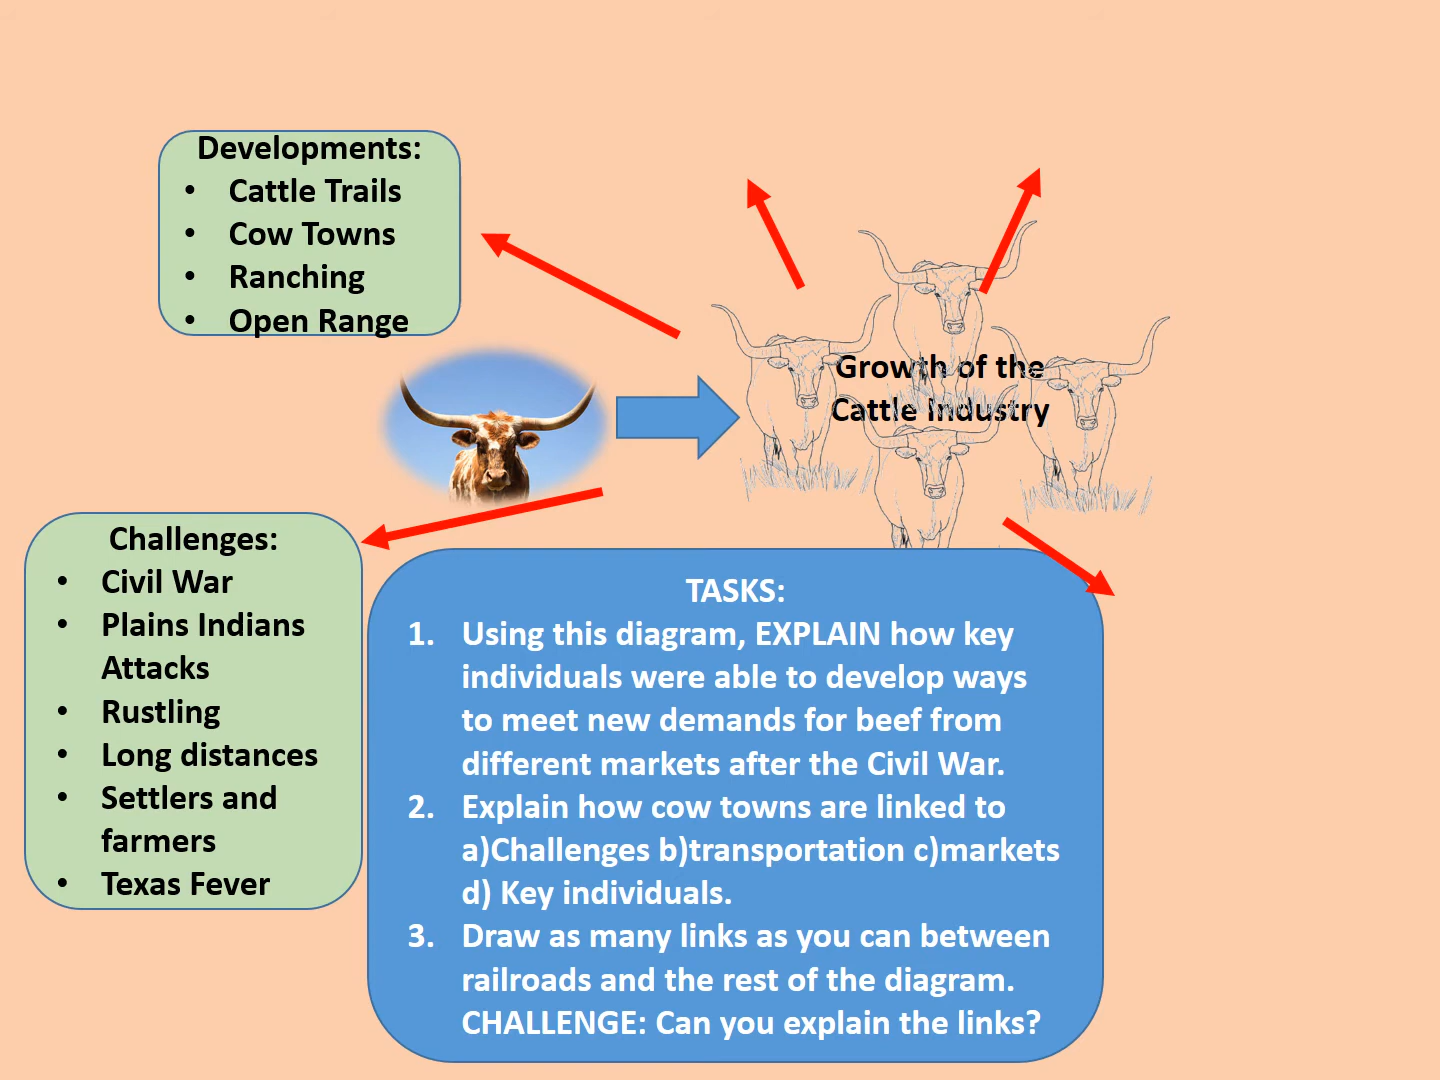 Developments:
• Cattle Trails
• Cow Towns
• Ranching
• Open Range
Growth of the
Cattle Industry
Challenges:
• Civil War
• Plains Indians
Attacks
• Rustling
• Long distances
• Settlers and
farmers
• Texas Fever
TASKS:
1. Using this diagram, EXPLAIN how key
individuals were able to develop ways
to meet new demands for beef from
different markets after the Civil War.
2. Explain how cow towns are linked to
a)Challenges b)transportation c)markets
d) Key individuals.
3. Draw as many links as you can between
railroads and the rest of the diagram.
CHALLENGE: Can you explain the links?